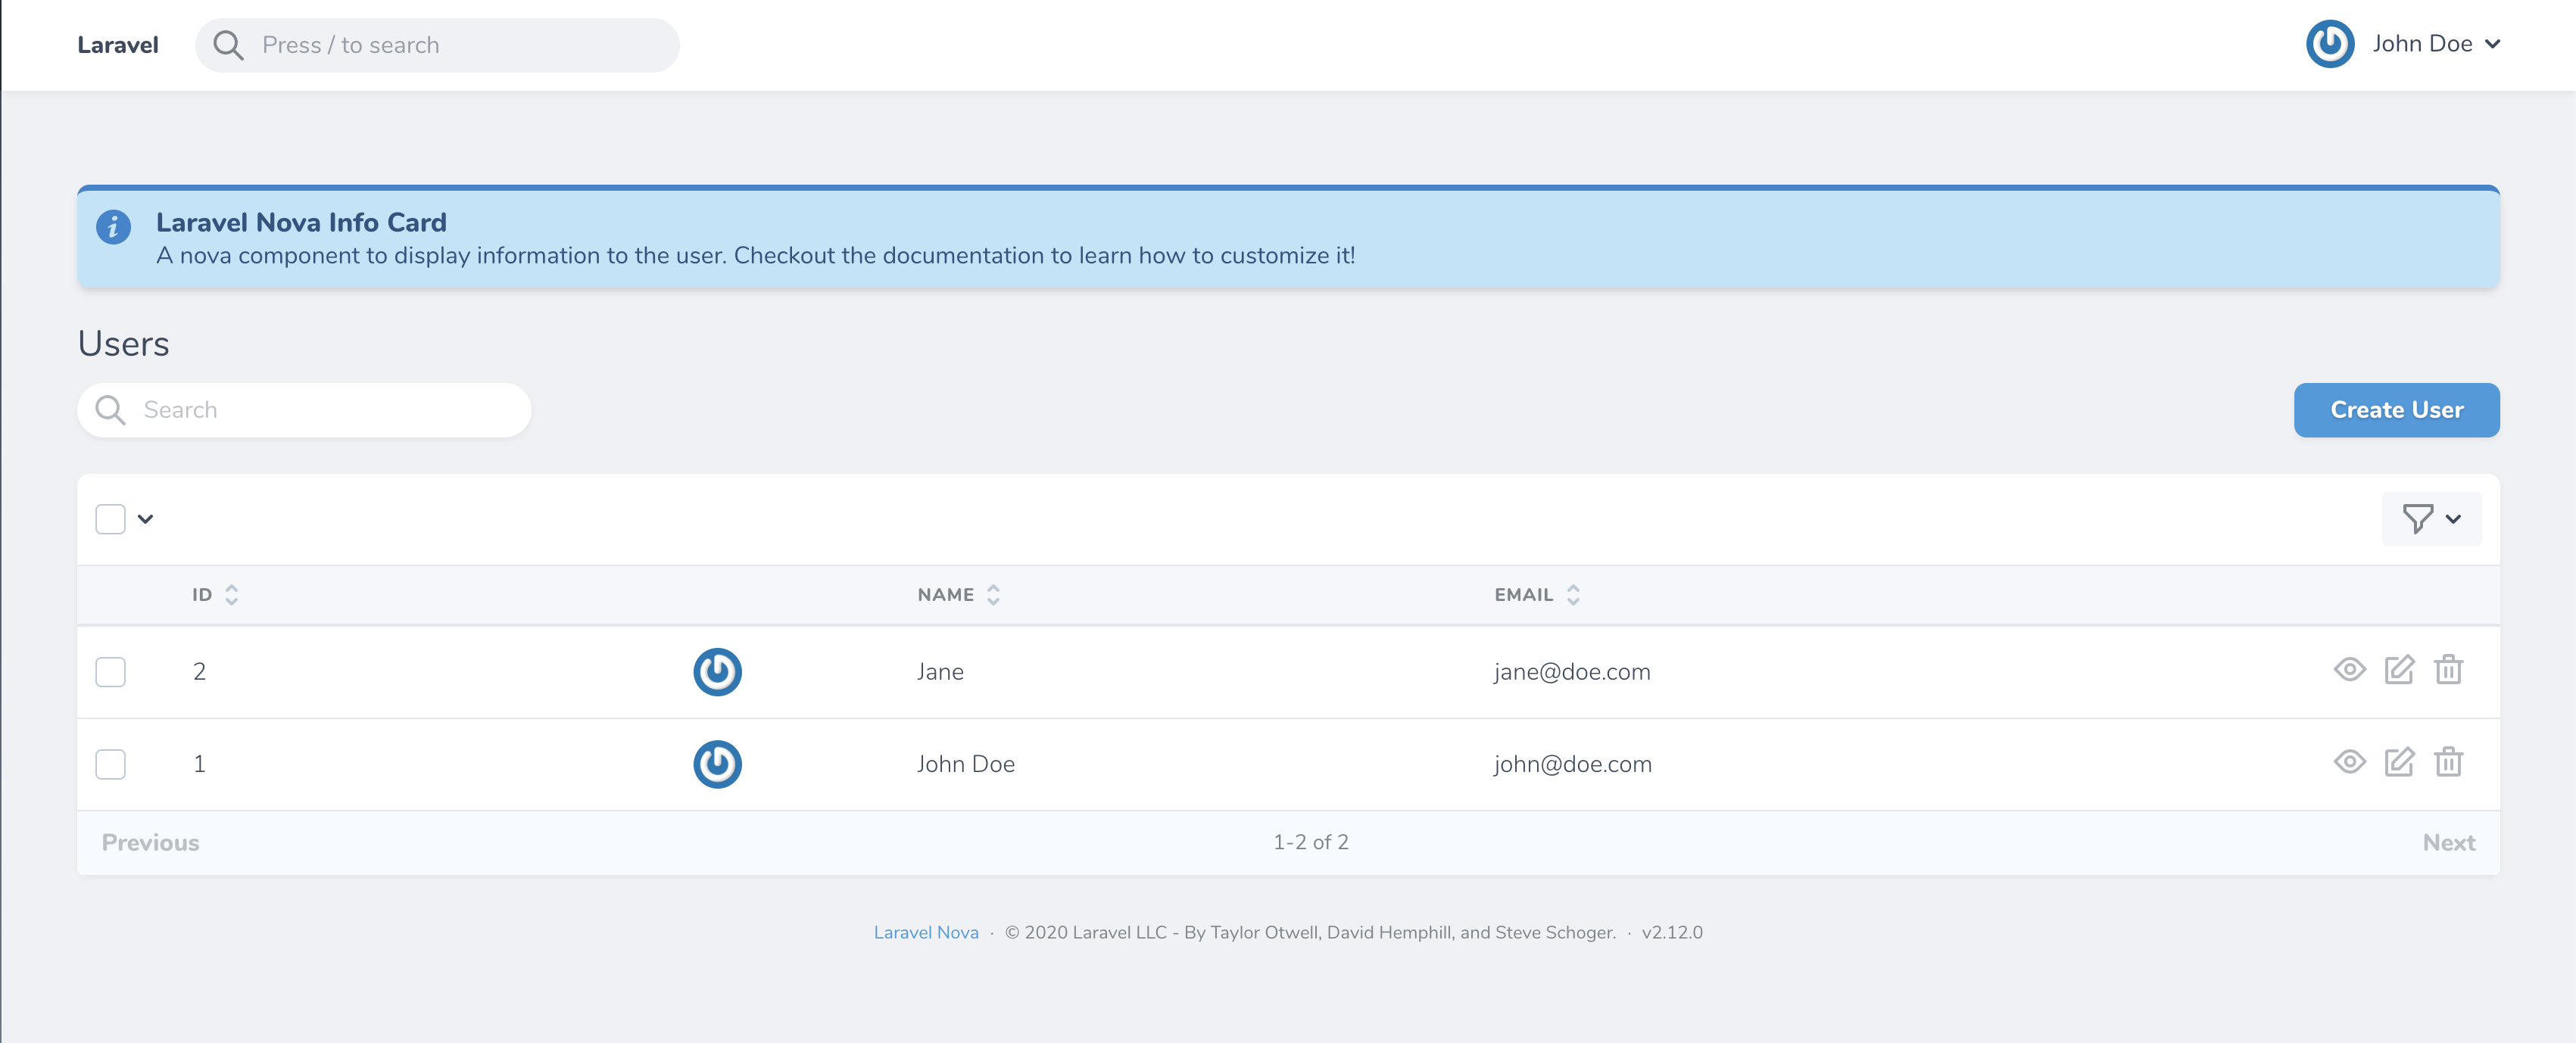 Laravel
Press / to search
John Doe
Laravel Nova Info Card
A nova component to display information to the user. Checkout the documentation to learn how to customize it!
Users
Search
Create User
ID NAME EMAIL
2 Jane jane@doe.com
1 John Doe john@doe.com
Previous 1-2 of 2 Next
Laravel Nova · © 2020 Laravel LLC - By Taylor Otwell, David Hemphill, and Steve Schoger. · v2.12.0